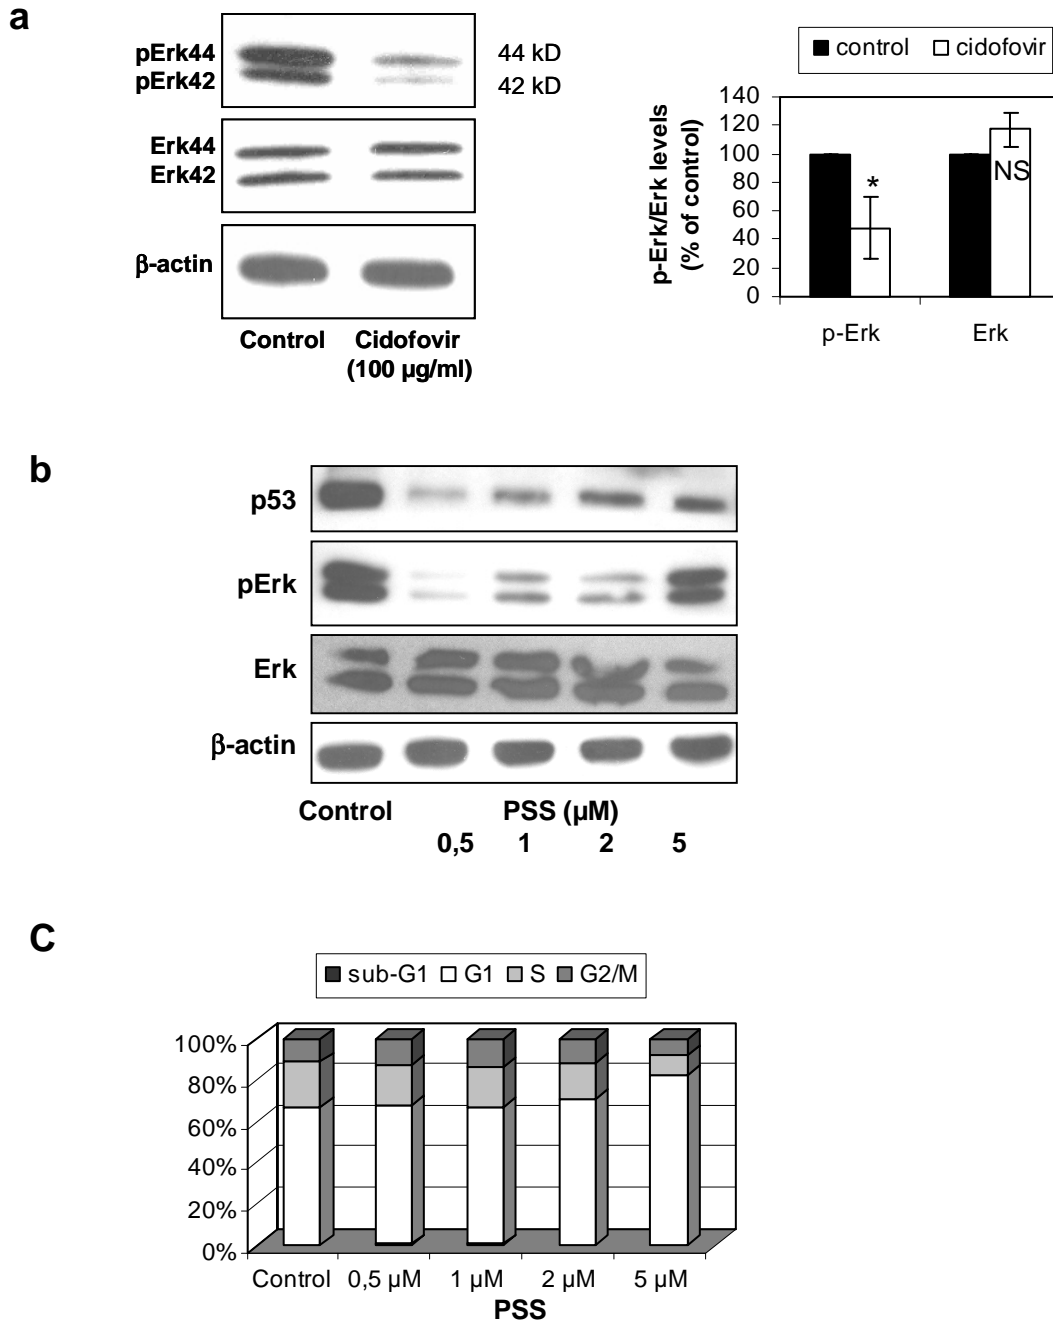 a
pErk44
pErk42
44 kD
42 kD
Erk44
Erk42
β-actin
Control
Cidofovir
(100 µg/ml)
control cidofovir
p-Erk/Erk levels
(% of control)
140
120
100
80
60
40
20
0
*
NS
p-Erk Erk
b
p53
pErk
Erk
β-actin
Control PSS (µM)
0,5 1 2 5
C
sub-G1 G1 S G2/M
100%
80%
60%
40%
20%
0%
Control 0,5 µM 1 µM 2 µM 5 µM
PSS